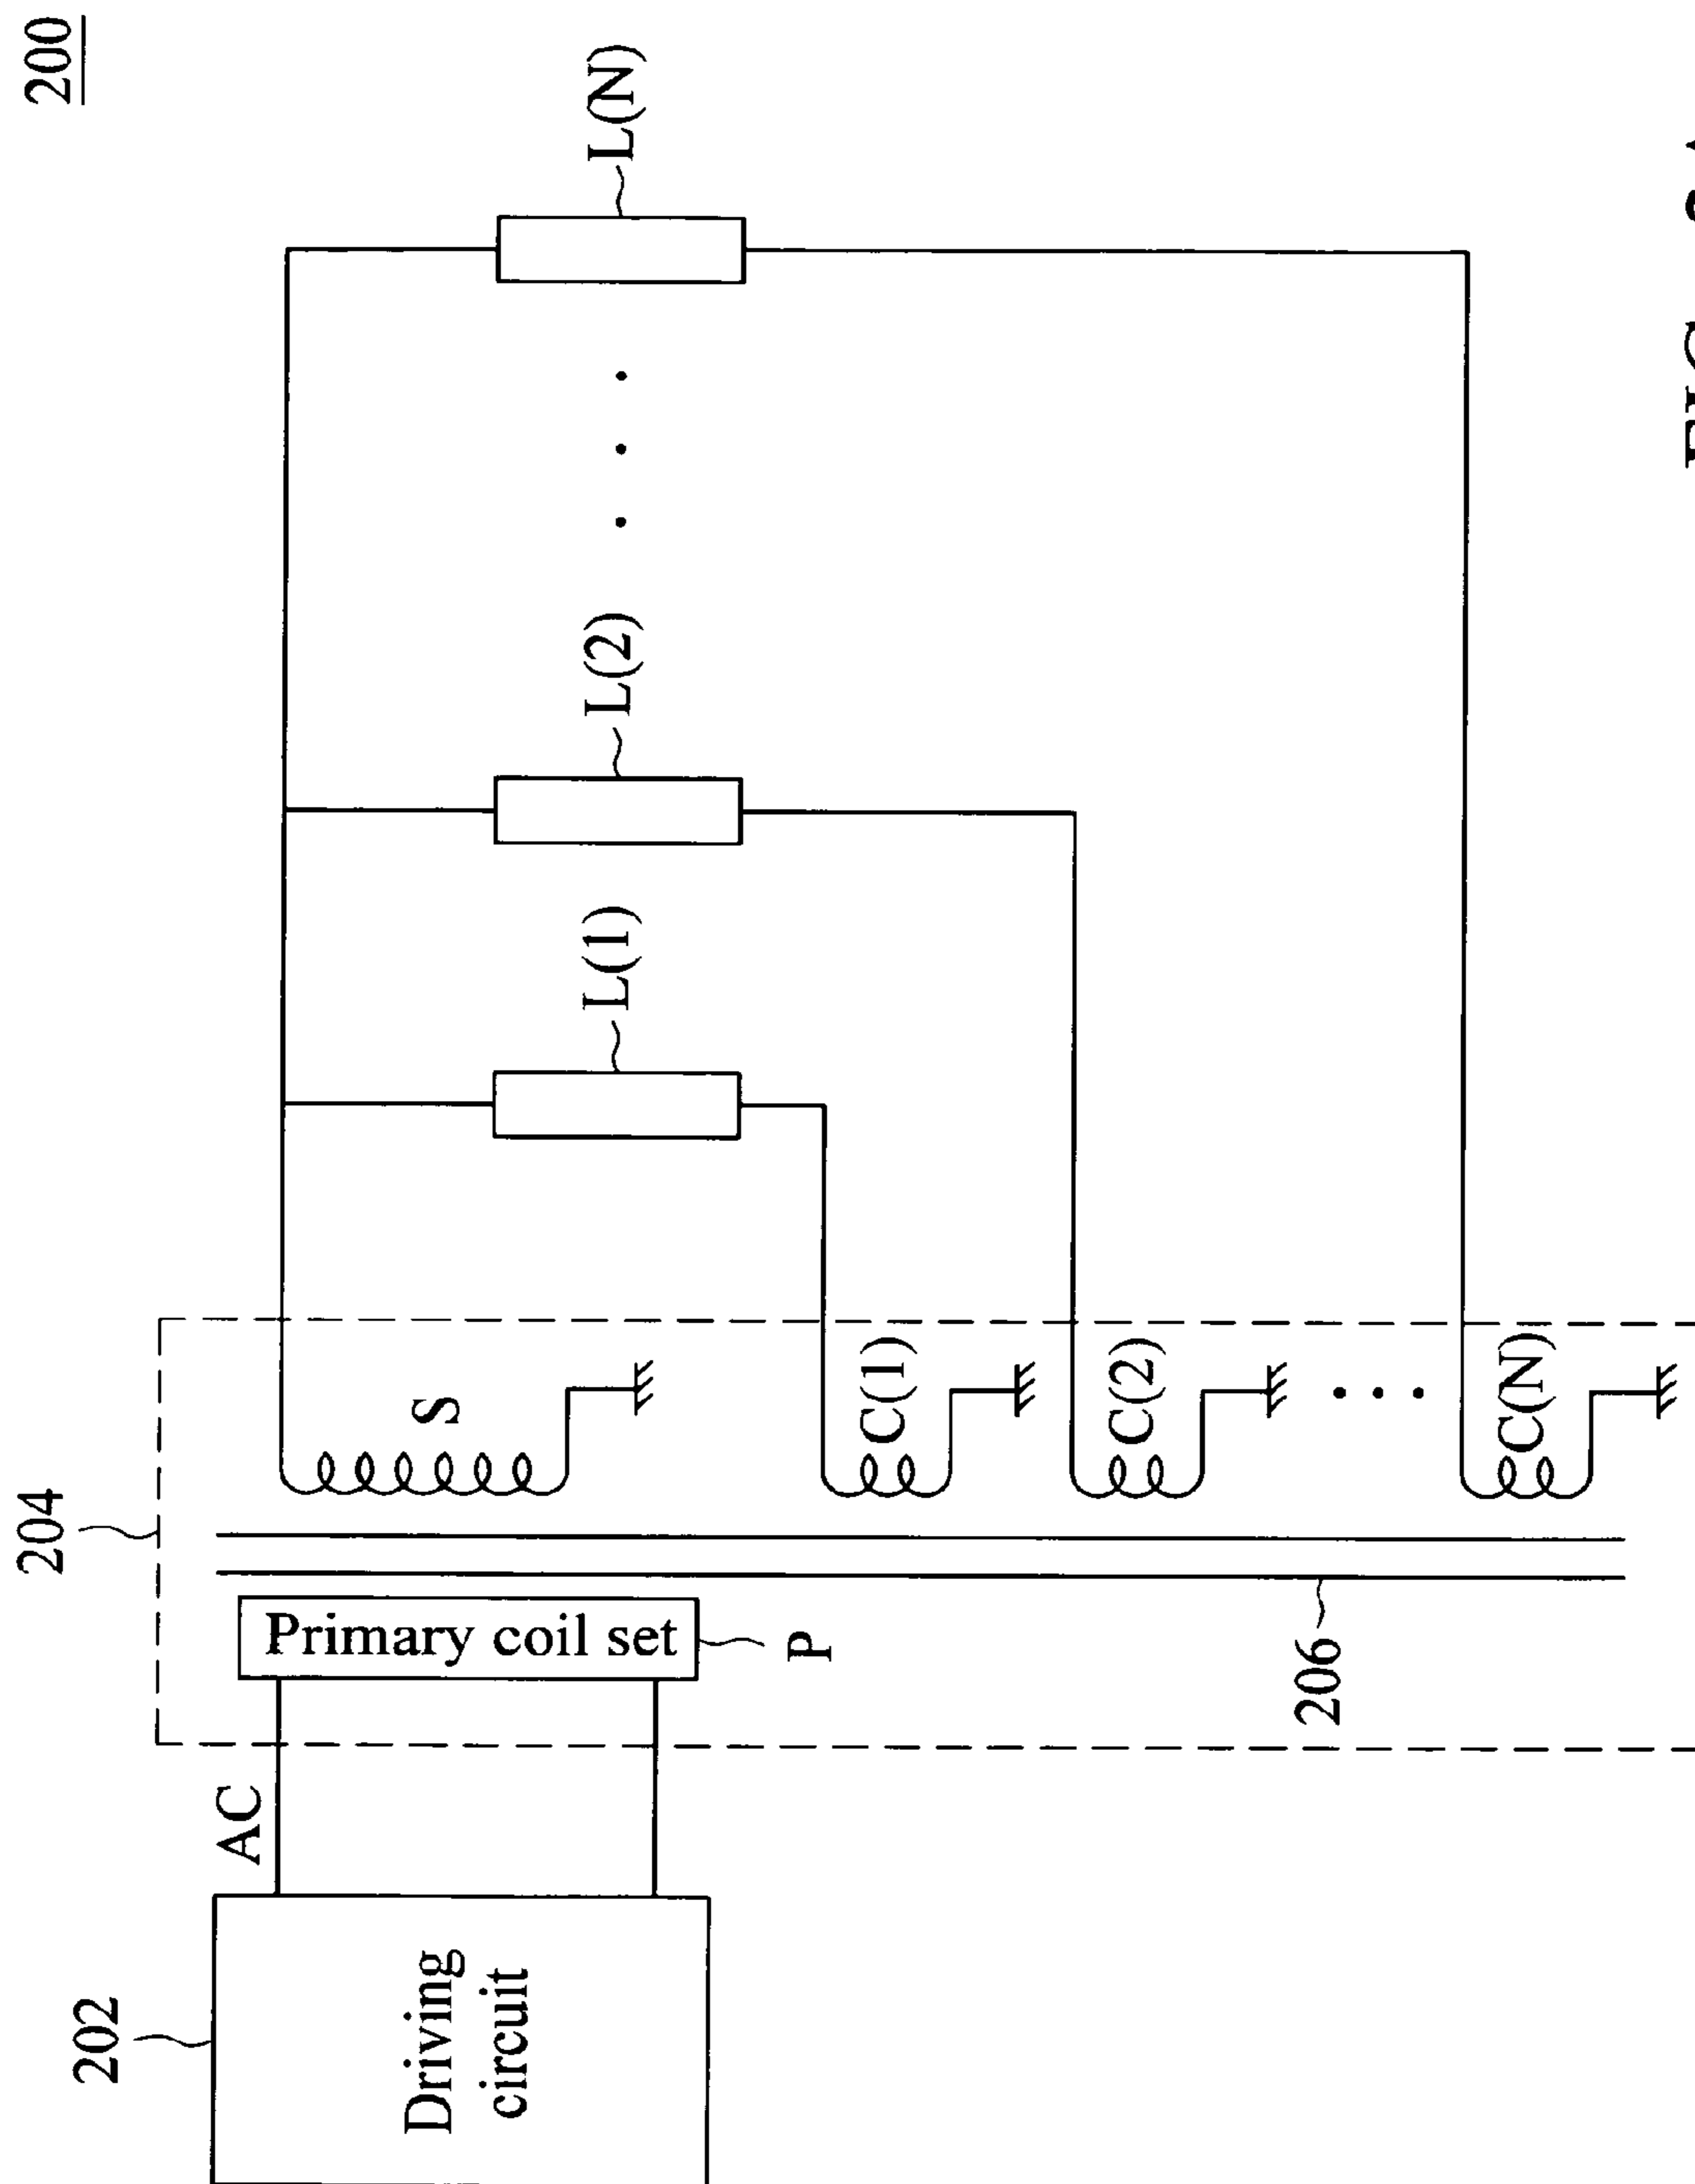 200
204
202
Driving
circuit
AC
Primary coil set
P
206
S
C(1)
C(2)
C(N)
L(1)
L(2)
L(N)